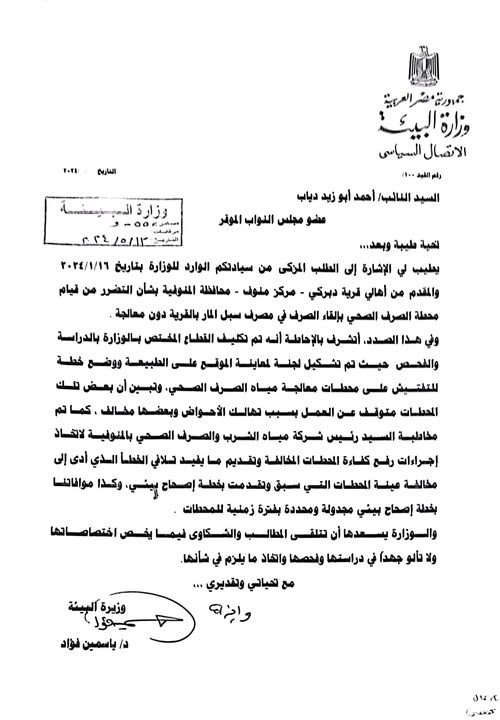 جمهورية مصر العربية
وزارة البيئة
الاتصال السياسى
رقم القيد ١٠٠/
التاريخ / /٢٠٢٤
السيد النائب/ أحمد أبو زيد دياب
عضو مجلس النواب الموقر
وزارة البيئة
التاريخ ٢٠٢٤/٥/١٣
تحية طيبة وبعد...
يطيب لي الإشارة إلى الطلب المزكى من سيادتكم الوارد للوزارة بتاريخ ٢٠٢٤/١/١٦
والمقدم من أهالي قرية دبركي - مركز منوف - محافظة المنوفية بشأن التضرر من قيام
محطة الصرف الصحي بإلقاء الصرف في مصرف سبل المار بالقرية دون معالجة .
وفي هذا الصدد، أتشرف بالإحاطة أنه تم تكليف القطاع المختص بالوزارة بالدراسة
والفحص حيث تم تشكيل لجنة لمعاينة الموقع على الطبيعة ووضع خطة
للتفتيش على محطات معالجة مياه الصرف الصحي، وتبين أن بعض تلك
المحطات متوقف عن العمل بسبب تهالك الأحواض وبعضها مخالف ، كما تم
مخاطبة السيد رئيس شركة مياه الشرب والصرف الصحي بالمنوفية لاتخاذ
إجراءات رفع كفاءة المحطات المخالفة وتقديم ما يفيد تلافي الخطأ الذي أدى إلى
مخالفة عينة المحطات التي سبق وتقدمت بخطة إصحاح بيئي، وكذا موافاتنا
بخطة إصحاح بيئي مجدولة ومحددة بفترة زمنية للمحطات .
والوزارة يسعدها أن تتلقى المطالب والشكاوى فيما يخص اختصاصاتها
ولا تألو جهداً في دراستها وفحصها واتخاذ ما يلزم في شأنها.
مع تحياتي وتقديري ...
وزيرة البيئة
د/ ياسمين فؤاد